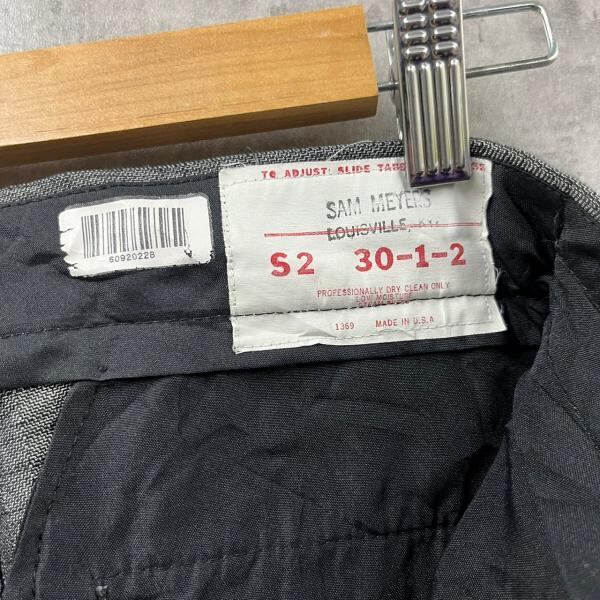 TO ADJUST: SLIDE TABS
SAM MEYERS
LOUISVILLE, KY.
S2 30-1-2
PROFESSIONALLY DRY CLEAN ONLY
LOW MOISTURE
1369 MADE IN U.S.A
60920228